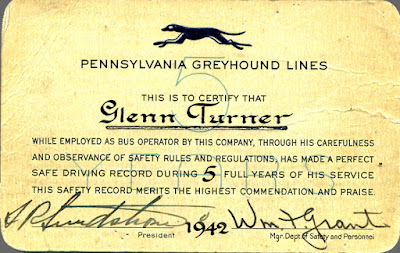 PENNSYLVANIA GREYHOUND LINES
5
YEARS
THIS IS TO CERTIFY THAT
Glenn Turner
WHILE EMPLOYED AS BUS OPERATOR BY THIS COMPANY, THROUGH HIS CAREFULNESS
AND OBSERVANCE OF SAFETY RULES AND REGULATIONS, HAS MADE A PERFECT
SAFE DRIVING RECORD DURING 5 FULL YEARS OF HIS SERVICE
THIS SAFETY RECORD MERITS THE HIGHEST COMMENDATION AND PRAISE.
S R Sundstrom 1942 Wm. F. Grant
President Mgr. Dept of Safety and Personnel